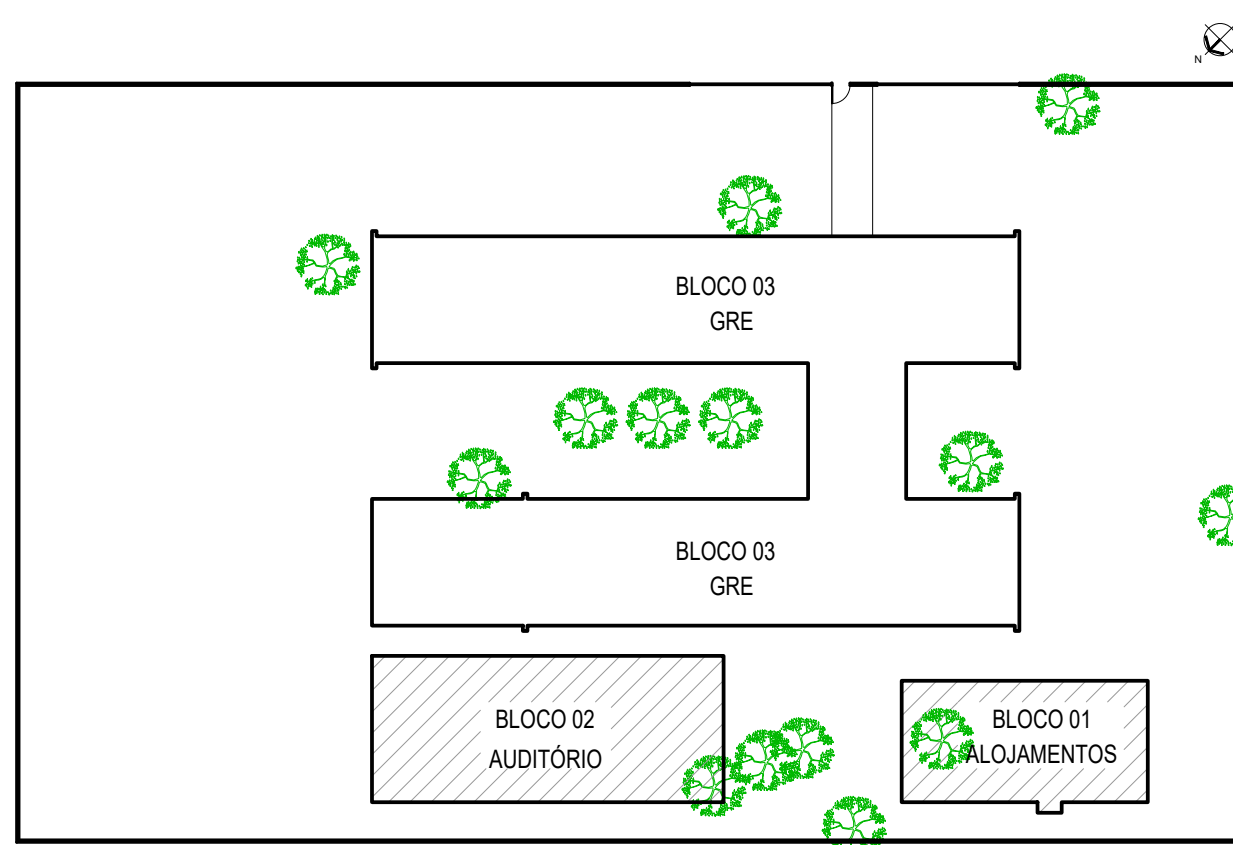 N
BLOCO 03
GRE
BLOCO 03
GRE
BLOCO 02
AUDITÓRIO
BLOCO 01
ALOJAMENTOS